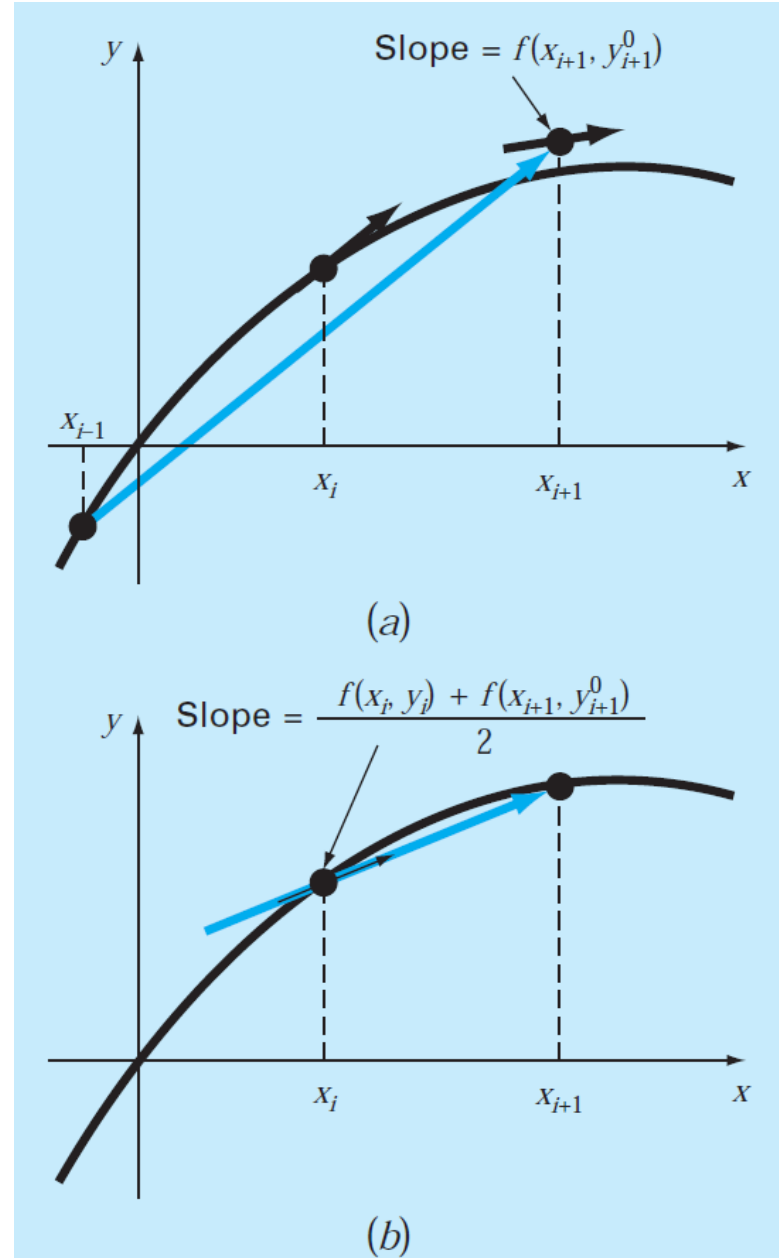 y
Slope = f(x_{i+1}, y^0_{i+1})
x_{i–1}
x_i
x_{i+1}
x
(a)
y
Slope = \frac{f(x_i, y_i) + f(x_{i+1}, y^0_{i+1})}{2}
x_i
x_{i+1}
x
(b)